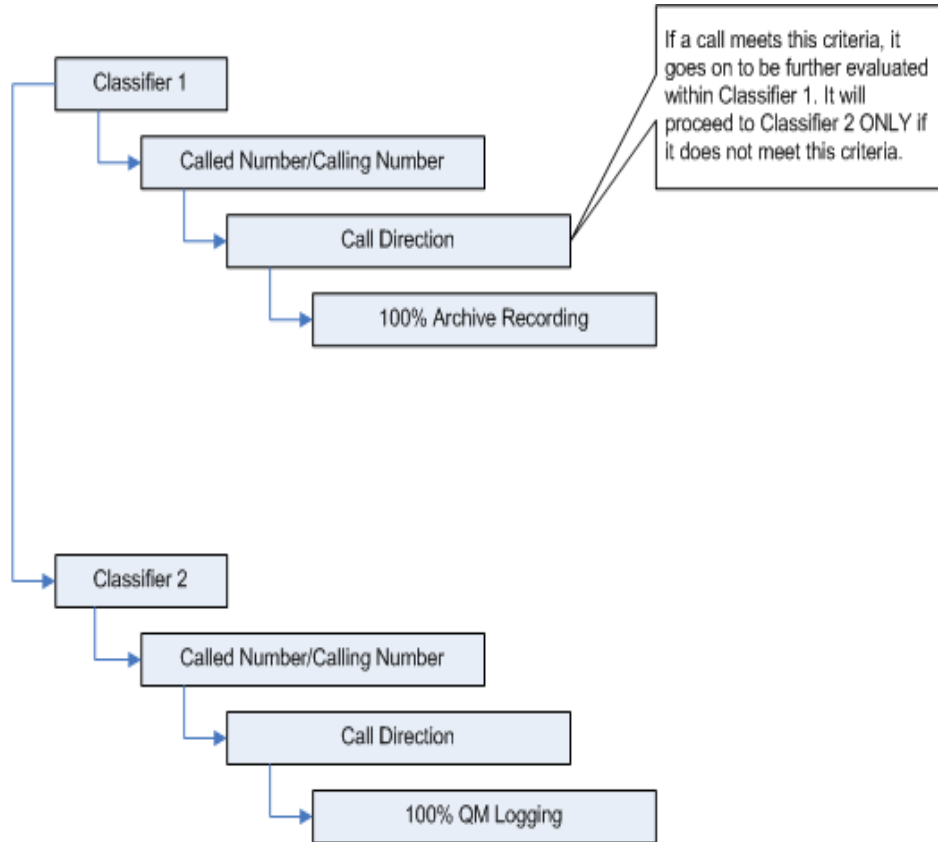 If a call meets this criteria, it
goes on to be further evaluated
within Classifier 1. It will
proceed to Classifier 2 ONLY if
it does not meet this criteria.
Classifier 1
Called Number/Calling Number
Call Direction
100% Archive Recording
Classifier 2
Called Number/Calling Number
Call Direction
100% QM Logging